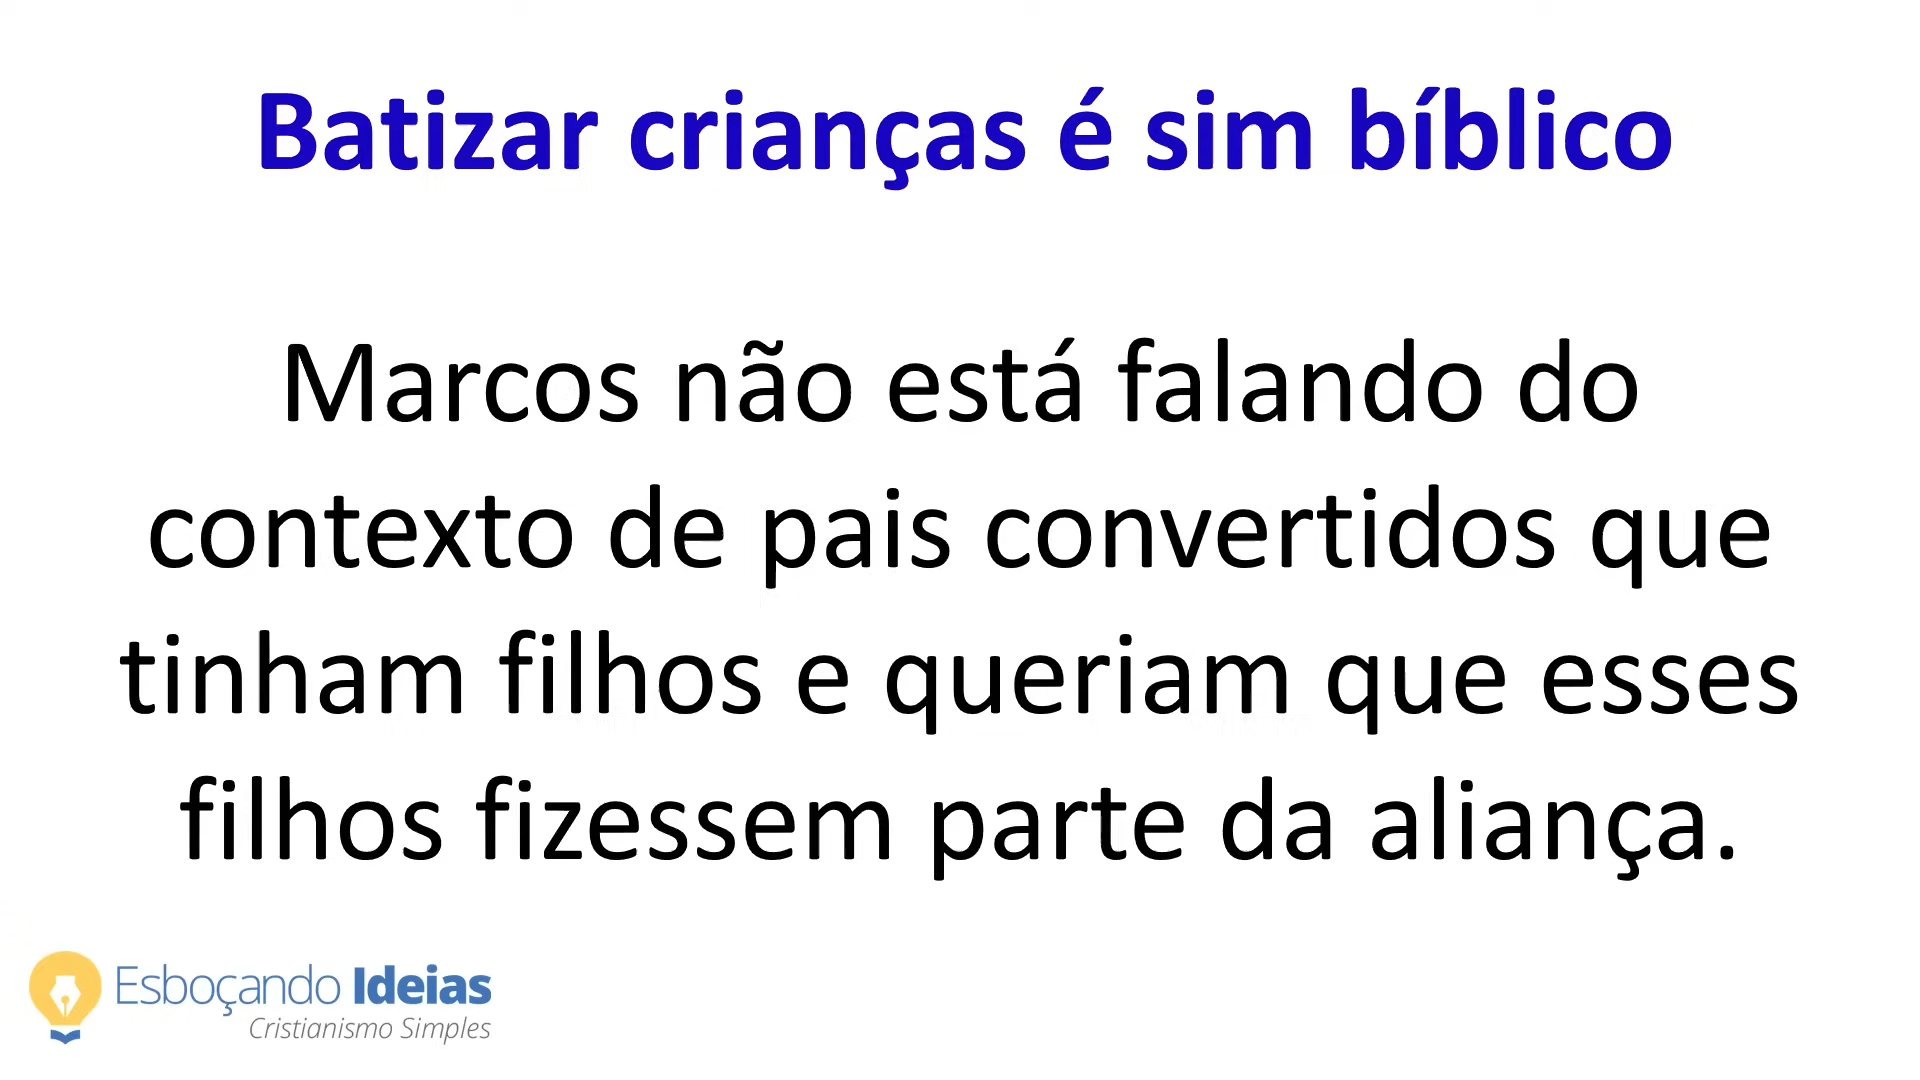 Batizar crianças é sim bíblico
Marcos não está falando do
contexto de pais convertidos que
tinham filhos e queriam que esses
filhos fizessem parte da aliança.
Esboçando Ideias
Cristianismo Simples